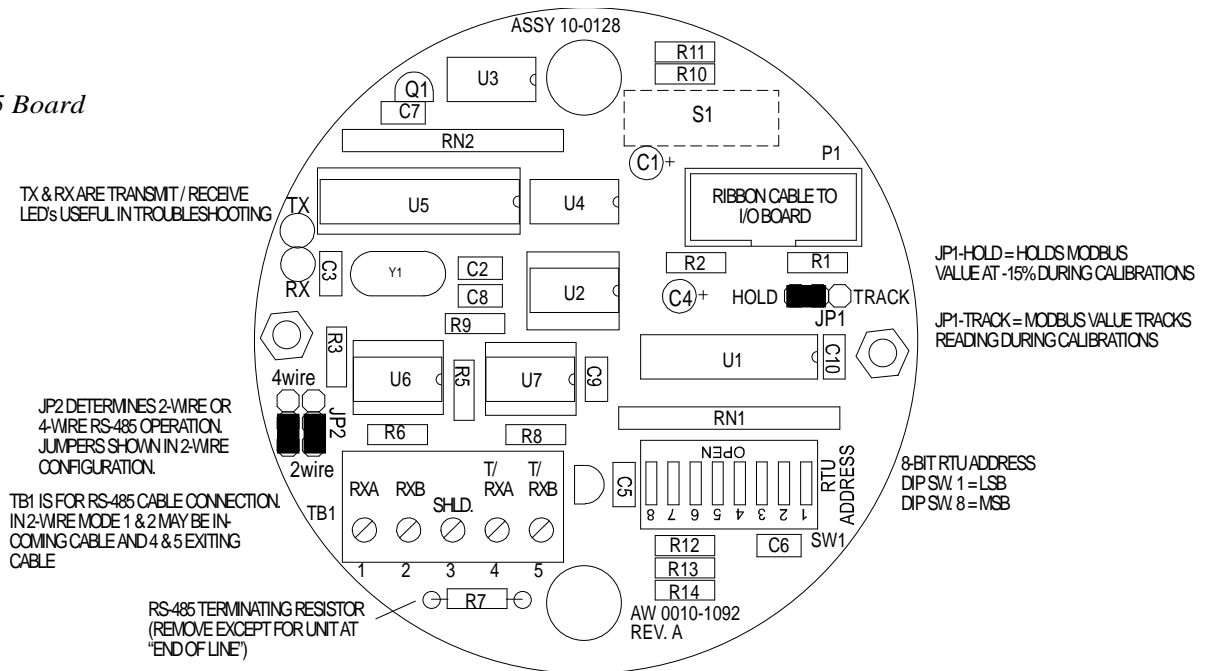 ASSY 10-0128
5 Board
TX & RX ARE TRANSMIT / RECEIVE
LED's USEFUL IN TROUBLESHOOTING
TX
RX
Q1
C7
U3
R11
R10
S1
RN2
C1 +
P1
U5
U4
RIBBON CABLE TO
I/O BOARD
C3
Y1
C2
C8
R9
U2
R2
R1
C4 +
HOLD
TRACK
JP1
JP1-HOLD = HOLDS MODBUS
VALUE AT -15% DURING CALIBRATIONS
JP1-TRACK = MODBUS VALUE TRACKS
READING DURING CALIBRATIONS
R3
U6
R5
U7
C9
U1
C10
4wire
JP2
2wire
JP2 DETERMINES 2-WIRE OR
4-WIRE RS-485 OPERATION.
JUMPERS SHOWN IN 2-WIRE
CONFIGURATION.
R6
R8
RN1
TB1 IS FOR RS-485 CABLE CONNECTION.
IN 2-WIRE MODE 1 & 2 MAY BE IN-
COMING CABLE AND 4 & 5 EXITING
CABLE
TB1
RXA
RXB
SHLD.
T/
RXA
T/
RXB
1 2 3 4 5
C5
OPEN
8 7 6 5 4 3 2 1
RTU
ADDRESS
SW1
8-BIT RTU ADDRESS
DIP SW. 1 = LSB
DIP SW. 8 = MSB
R12
R13
R14
C6
R7
RS-485 TERMINATING RESISTOR
(REMOVE EXCEPT FOR UNIT AT
"END OF LINE")
AW 0010-1092
REV. A